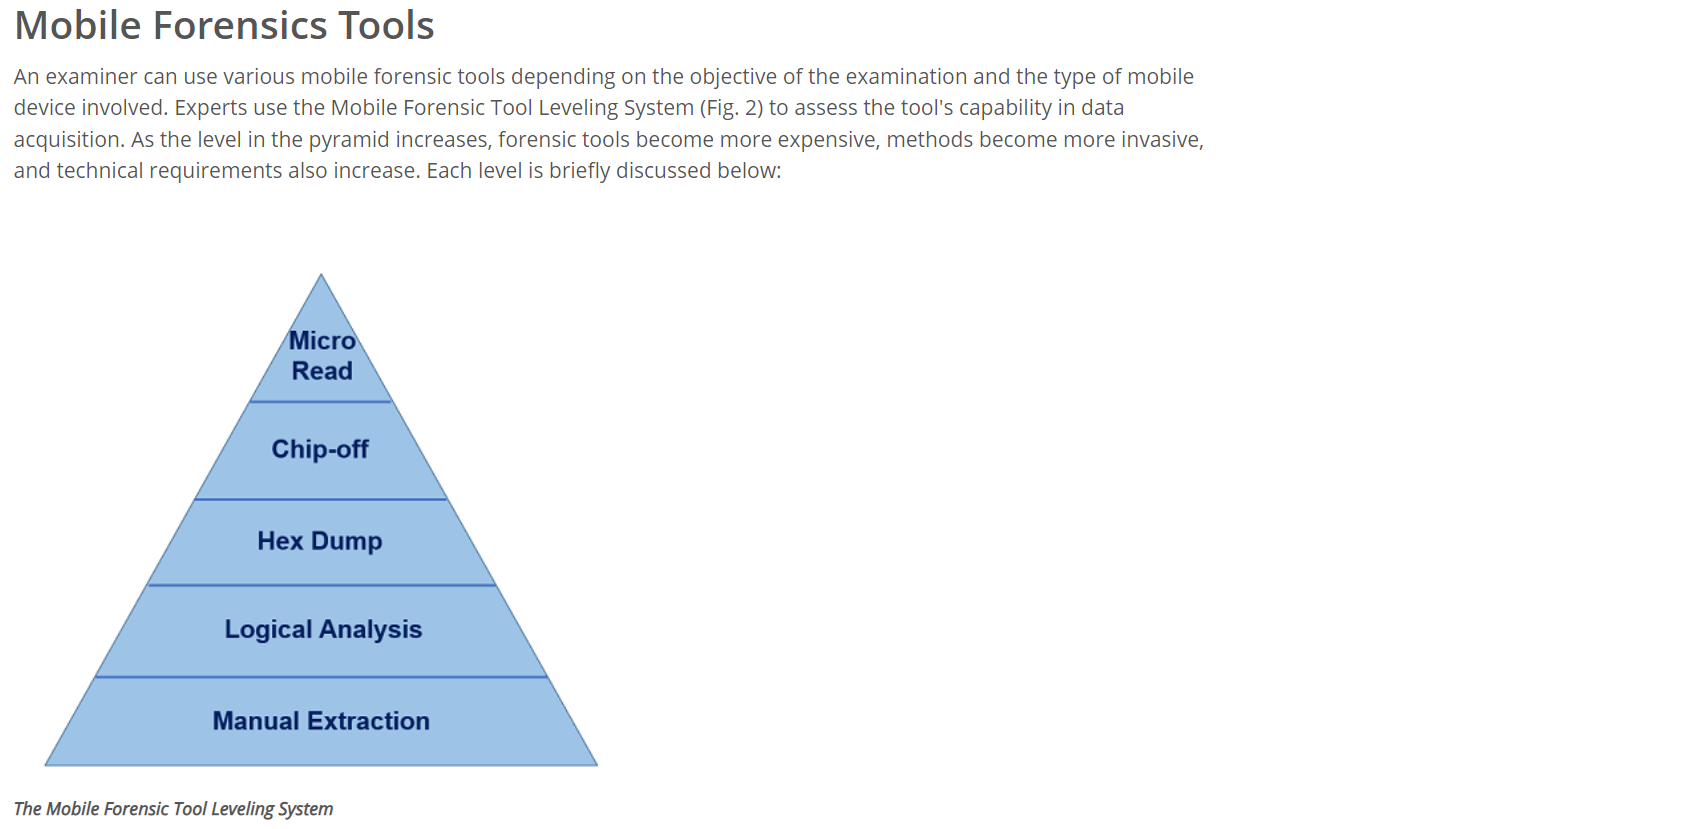 Mobile Forensics Tools
An examiner can use various mobile forensic tools depending on the objective of the examination and the type of mobile
device involved. Experts use the Mobile Forensic Tool Leveling System (Fig. 2) to assess the tool's capability in data
acquisition. As the level in the pyramid increases, forensic tools become more expensive, methods become more invasive,
and technical requirements also increase. Each level is briefly discussed below:
Micro
Read
Chip-off
Hex Dump
Logical Analysis
Manual Extraction
The Mobile Forensic Tool Leveling System